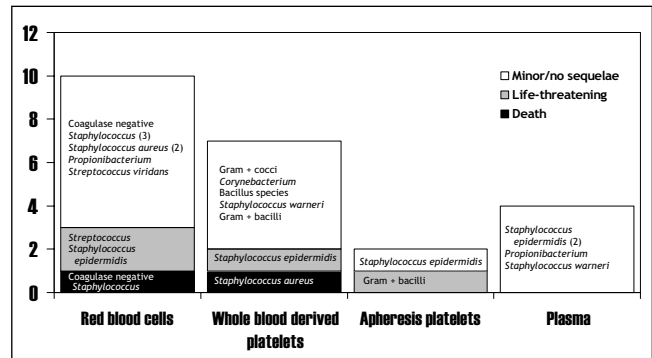 12
10
8
6
4
2
0
Minor/no sequelae
Life-threatening
Death
Coagulase negative
Staphylococcus (3)
Staphylococcus aureus (2)
Propionibacterium
Streptococcus viridans
Streptococcus
Staphylococcus
epidermidis
Coagulase negative
Staphylococcus
Gram + cocci
Corynebacterium
Bacillus species
Staphylococcus warneri
Gram + bacilli
Staphylococcus epidermidis
Staphylococcus aureus
Staphylococcus epidermidis
Gram + bacilli
Staphylococcus
epidermidis (2)
Propionibacterium
Staphylococcus warneri
Red blood cells
Whole blood derived
platelets
Apheresis platelets
Plasma